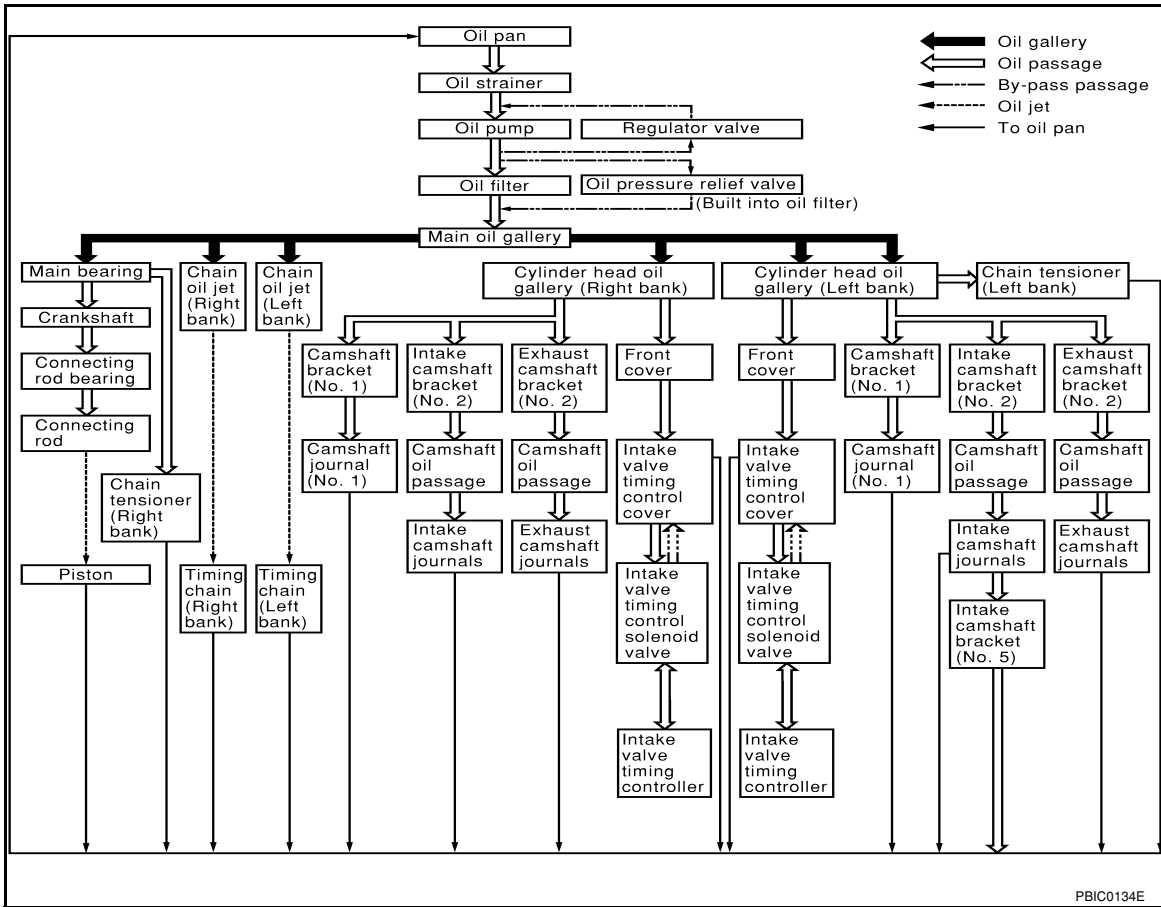 Oil pan
Oil strainer
Oil pump
Regulator valve
Oil filter
Oil pressure relief valve
(Built into oil filter)
Main oil gallery
Oil gallery
Oil passage
By-pass passage
Oil jet
To oil pan
Main bearing
Crankshaft
Connecting
rod bearing
Connecting
rod
Piston
Chain
tensioner
(Right
bank)
Chain
oil jet
(Right
bank)
Timing
chain
(Right
bank)
Chain
oil jet
(Left
bank)
Timing
chain
(Left
bank)
Cylinder head oil
gallery (Right bank)
Camshaft
bracket
(No. 1)
Camshaft
journal
(No. 1)
Intake
camshaft
bracket
(No. 2)
Camshaft
oil
passage
Intake
camshaft
journals
Exhaust
camshaft
bracket
(No. 2)
Camshaft
oil
passage
Exhaust
camshaft
journals
Front
cover
Intake
valve
timing
control
cover
Intake
valve
timing
control
solenoid
valve
Intake
valve
timing
controller
Cylinder head oil
gallery (Left bank)
Chain tensioner
(Left bank)
Front
cover
Intake
valve
timing
control
cover
Intake
valve
timing
control
solenoid
valve
Intake
valve
timing
controller
Camshaft
bracket
(No. 1)
Camshaft
journal
(No. 1)
Intake
camshaft
bracket
(No. 2)
Camshaft
oil
passage
Intake
camshaft
journals
Intake
camshaft
bracket
(No. 5)
Exhaust
camshaft
bracket
(No. 2)
Camshaft
oil
passage
Exhaust
camshaft
journals
PBIC0134E